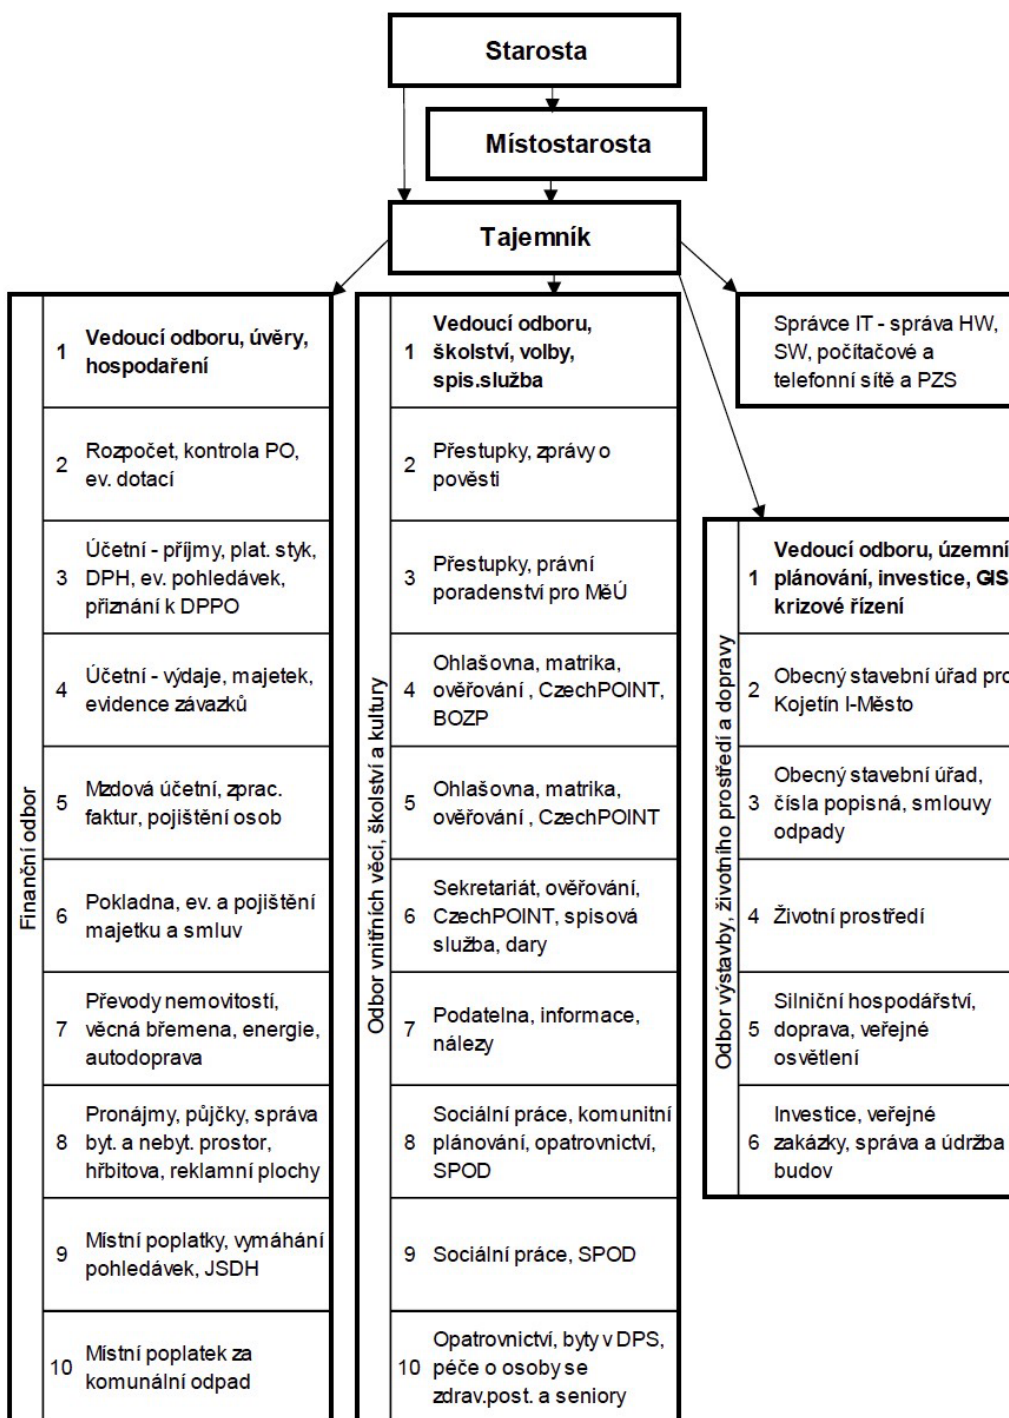 Starosta
Místostarosta
Tajemník
Finanční odbor
1 Vedoucí odboru, úvěry,
hospodaření
2 Rozpočet, kontrola PO,
ev. dotací
3 Účetní - příjmy, plat. styk,
DPH, ev. pohledávek,
přiznání k DPPO
4 Účetní - výdaje, majetek,
evidence závazků
5 Mzdová účetní, zprac.
faktur, pojištění osob
6 Pokladna, ev. a pojištění
majetku a smluv
7 Převody nemovitostí,
věcná břemena, energie,
autodoprava
8 Pronájmy, půjčky, správa
byt. a nebyt. prostor,
hřbitova, reklamní plochy
9 Místní poplatky, vymáhání
pohledávek, JSDH
10 Místní poplatek za
komunální odpad
Odbor vnitřních věcí, školství a kultury
1 Vedoucí odboru,
školství, volby,
spis.služba
2 Přestupky, zprávy o
pověsti
3 Přestupky, právní
poradenství pro MěÚ
4 Ohlašovna, matrika,
ověřování , CzechPOINT,
BOZP
5 Ohlašovna, matrika,
ověřování , CzechPOINT
6 Sekretariát, ověřování,
CzechPOINT, spisová
služba, dary
7 Podatelna, informace,
nálezy
8 Sociální práce, komunitní
plánování, opatrovnictví,
SPOD
9 Sociální práce, SPOD
10 Opatrovnictví, byty v DPS,
péče o osoby se
zdrav.post. a seniory
Správce IT - správa HW,
SW, počítačové a
telefonní sítě a PZS
Odbor výstavby, životního prostředí a dopravy
1 Vedoucí odboru, územní
plánování, investice, GIS
krizové řízení
2 Obecný stavební úřad pro
Kojetín I-Město
3 Obecný stavební úřad,
čísla popisná, smlouvy
odpady
4 Životní prostředí
5 Silniční hospodářství,
doprava, veřejné
osvětlení
6 Investice, veřejné
zakázky, správa a údržba
budov